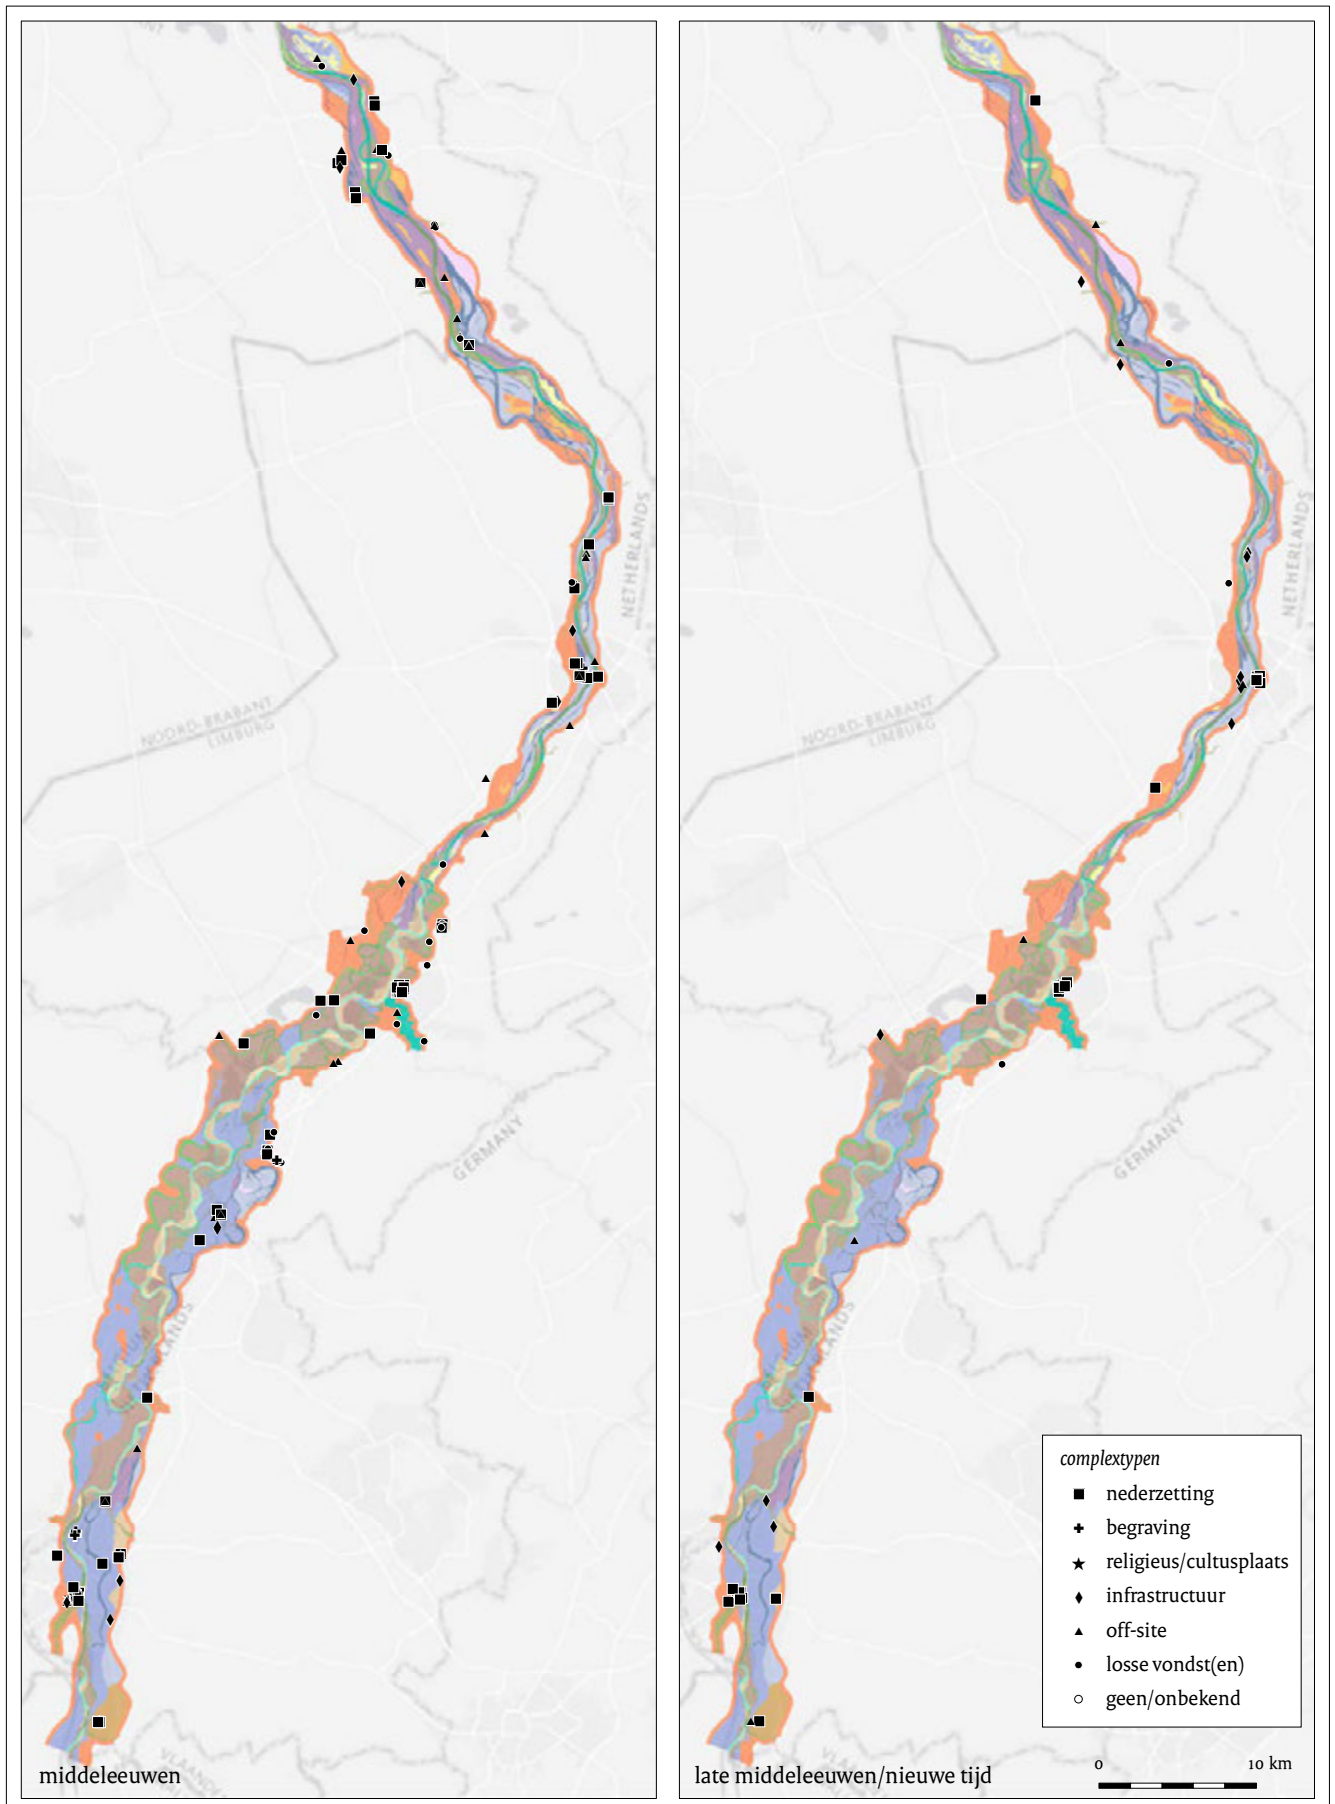 NETHERLANDS
NOORD-BRABANT
LIMBURG
GERMANY
middeleeuwen
NETHERLANDS
NOORD-BRABANT
LIMBURG
GERMANY
complextypen
nederzetting
begraving
religieus/cultusplaats
infrastructuur
off-site
losse vondst(en)
geen/onbekend
late middeleeuwen/nieuwe tijd
0 10 km